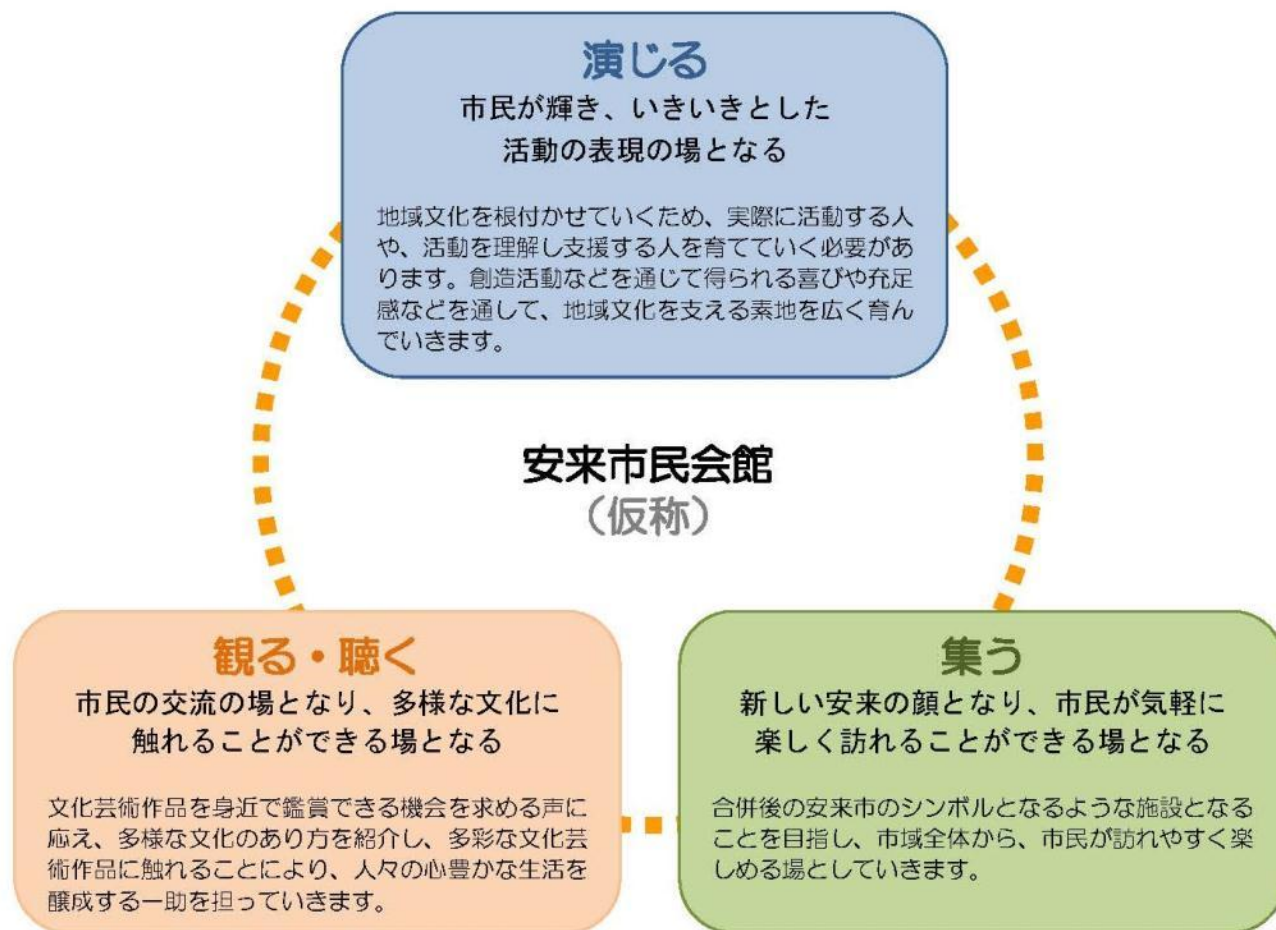 演じる
市民が輝き、いきいきとした
活動の表現の場となる
地域文化を根付かせていくため、実際に活動する人
や、活動を理解し支援する人を育てていく必要があ
ります。創造活動などを通じて得られる喜びや充足
感などを通して、地域文化を支える素地を広く育ん
でいきます。
安来市民会館
（仮称）
観る・聴く
市民の交流の場となり、多様な文化に
触れることができる場となる
文化芸術作品を身近で鑑賞できる機会を求める声に
応え、多様な文化のあり方を紹介し、多彩な文化芸
術作品に触れることにより、人々の心豊かな生活を
醸成する一助を担っていきます。
集う
新しい安来の顔となり、市民が気軽に
楽しく訪れることができる場となる
合併後の安来市のシンボルとなるような施設となる
ことを目指し、市域全体から、市民が訪れやすく楽
しめる場としていきます。